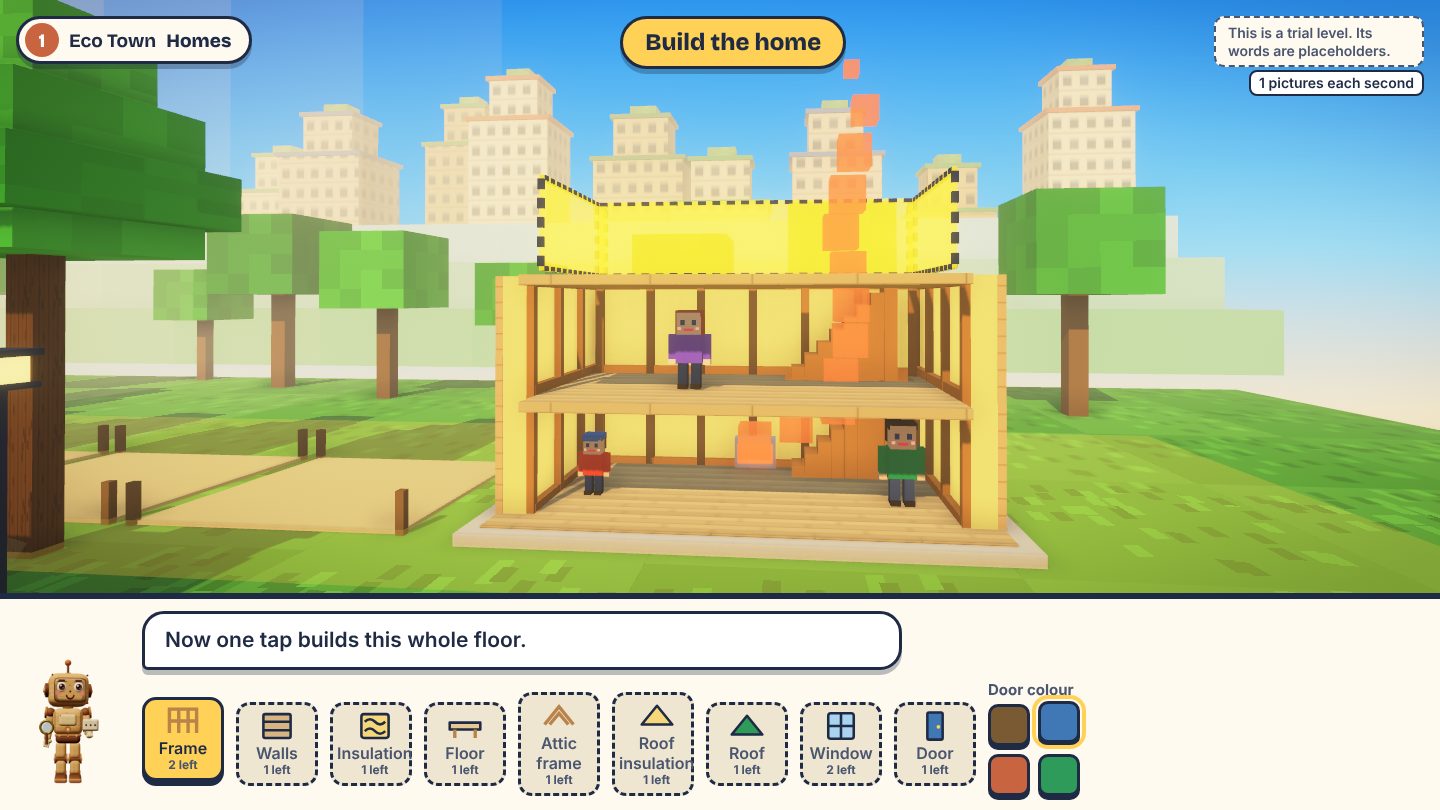 1 Eco Town Homes
Build the home
This is a trial level. Its
words are placeholders.
1 pictures each second
Now one tap builds this whole floor.
Frame
2 left
Walls
1 left
Insulation
1 left
Floor
1 left
Attic
frame
1 left
Roof
insulation
1 left
Roof
1 left
Window
2 left
Door
1 left
Door colour